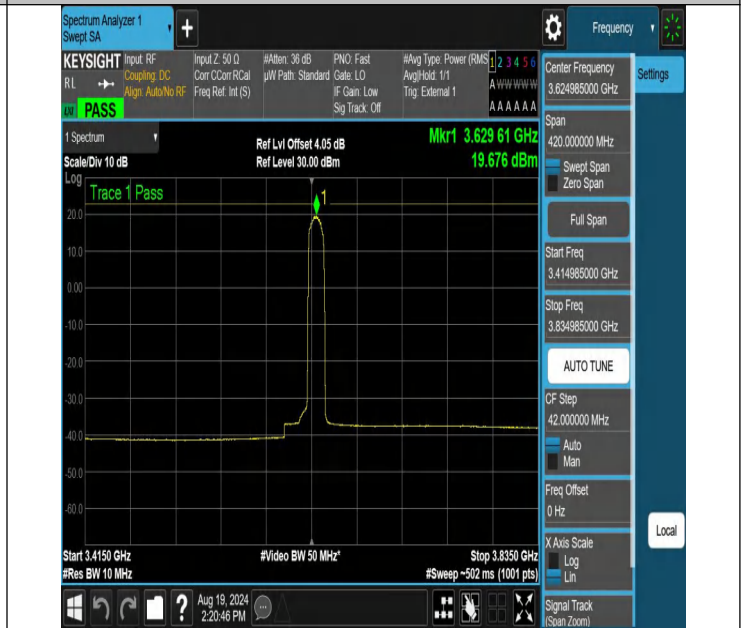 Spectrum Analyzer 1
Swept SA
+
Frequency
KEYSIGHT Input: RF
RL
Coupling: DC
Align: Auto/No RF
PASS
Input Z: 50 Ω
Corr CCorr RCal
Freq Ref: Int (S)
#Atten: 36 dB
µW Path: Standard
PNO: Fast
Gate: LO
IF Gain: Low
Sig Track: Off
#Avg Type: Power (RMS
Avg|Hold: 1/1
Trig: External 1
1 2 3 4 5 6
A W W W W W
A A A A A A
Center Frequency
3.624985000 GHz
Settings
1 Spectrum
Scale/Div 10 dB
Ref Lvl Offset 4.05 dB
Ref Level 30.00 dBm
Mkr1 3.629 61 GHz
19.676 dBm
Span
420.000000 MHz
Swept Span
Zero Span
Log
Trace 1 Pass
1
20.0
10.0
0.00
-10.0
-20.0
-30.0
-40.0
-50.0
-60.0
Full Span
Start Freq
3.414985000 GHz
Stop Freq
3.834985000 GHz
AUTO TUNE
CF Step
42.000000 MHz
Auto
Man
Freq Offset
0 Hz
Local
X Axis Scale
Log
Lin
Signal Track
(Span Zoom)
Start 3.4150 GHz
#Res BW 10 MHz
#Video BW 50 MHz*
Stop 3.8350 GHz
#Sweep ~502 ms (1001 pts)
?
Aug 19, 2024
2:20:46 PM